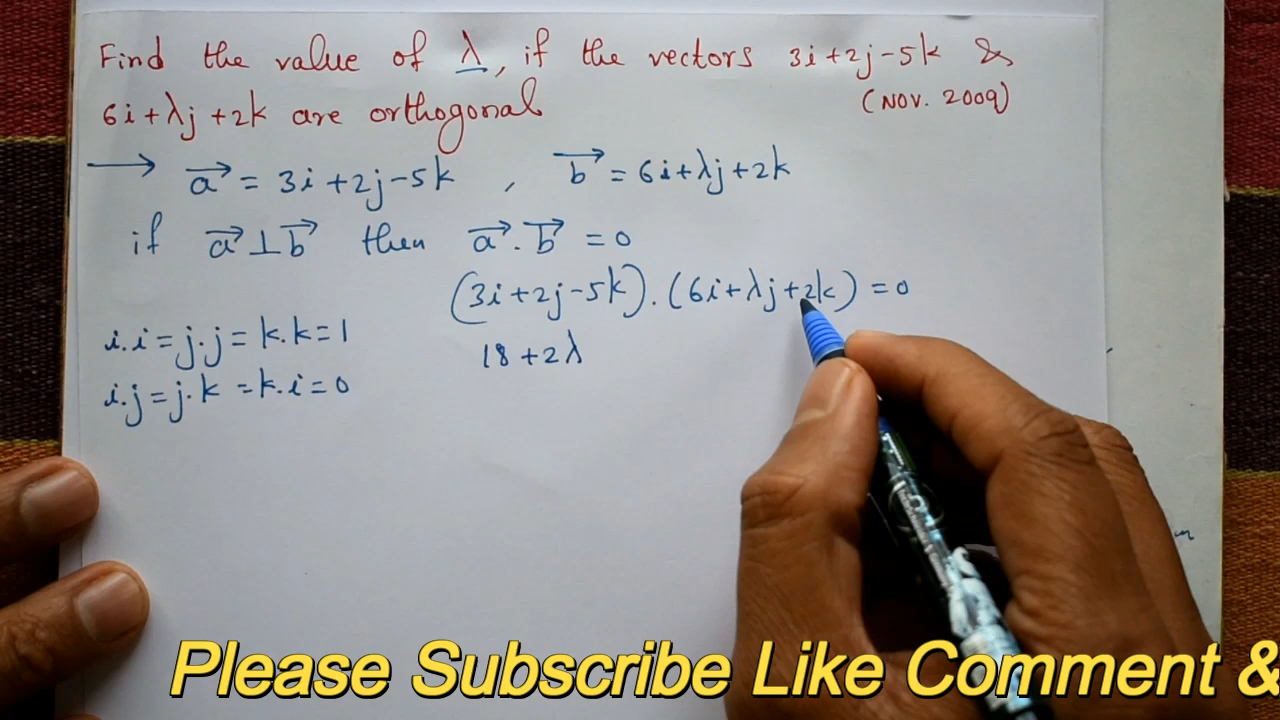 Find the value of λ, if the vectors 3i+2j-5k &
6i+λj+2k are orthogonal (NOV. 2009)
→ a⃗ = 3i+2j-5k , b⃗ = 6i+λj+2k
if a⃗ ⊥ b⃗ then a⃗ . b⃗ = 0
(3i+2j-5k).(6i+λj+2k) = 0
i.i = j.j = k.k = 1
18+2λ
i.j = j.k = k.i = 0
Please Subscribe Like Comment &